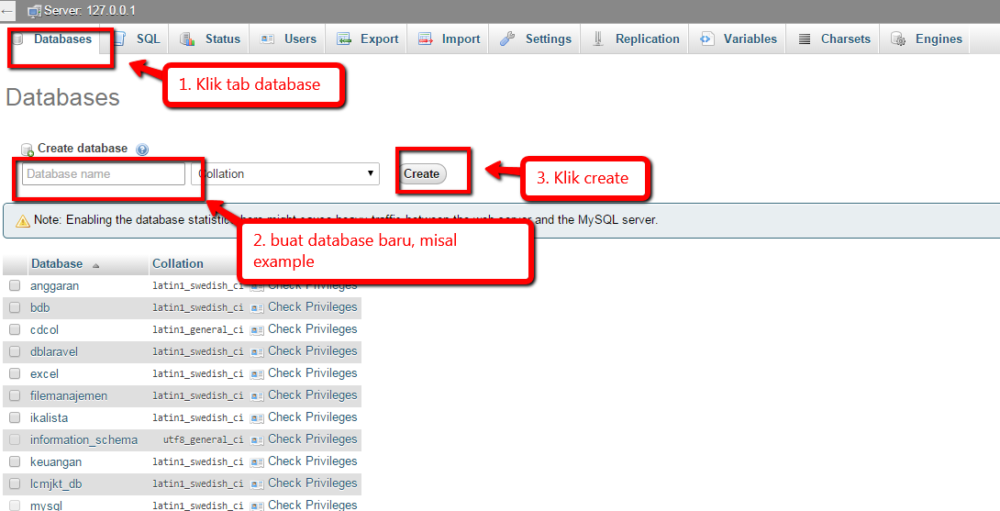 Server: 127.0.0.1
Databases SQL Status Users Export Import Settings Replication Variables Charsets Engines
1. Klik tab database
Databases
Create database
Database name Collation Create
3. Klik create
Note: Enabling the database statistics here might cause heavy traffic between the web server and the MySQL server.
2. buat database baru, misal
example
Database Collation
anggaran latin1_swedish_ci Check Privileges
bdb latin1_swedish_ci Check Privileges
cdcol latin1_general_ci Check Privileges
dblaravel latin1_swedish_ci Check Privileges
excel latin1_swedish_ci Check Privileges
filemanajemen latin1_swedish_ci Check Privileges
ikalista latin1_swedish_ci Check Privileges
information_schema utf8_general_ci Check Privileges
keuangan latin1_swedish_ci Check Privileges
lcmjkt_db latin1_swedish_ci Check Privileges
mysql latin1_swedish_ci Check Privileges